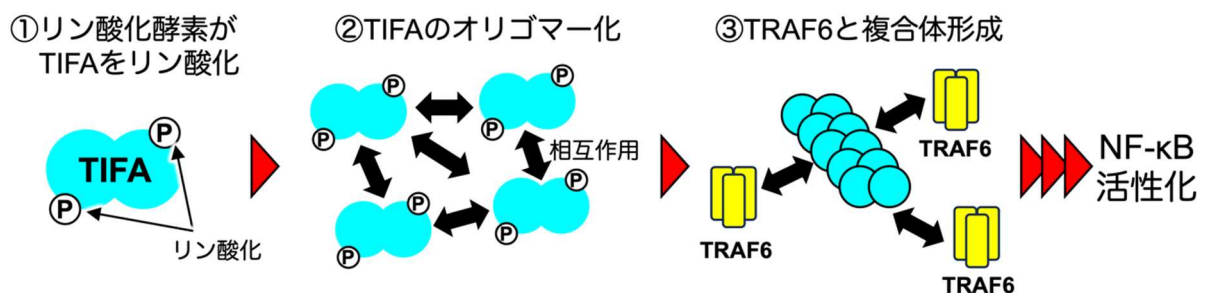 ①リン酸化酵素が
TIFAをリン酸化
TIFA
P
P
リン酸化
②TIFAのオリゴマー化
P
P
P
P
相互作用
P
P
P
P
③TRAF6と複合体形成
TRAF6
TRAF6
TRAF6
NF-κB
活性化